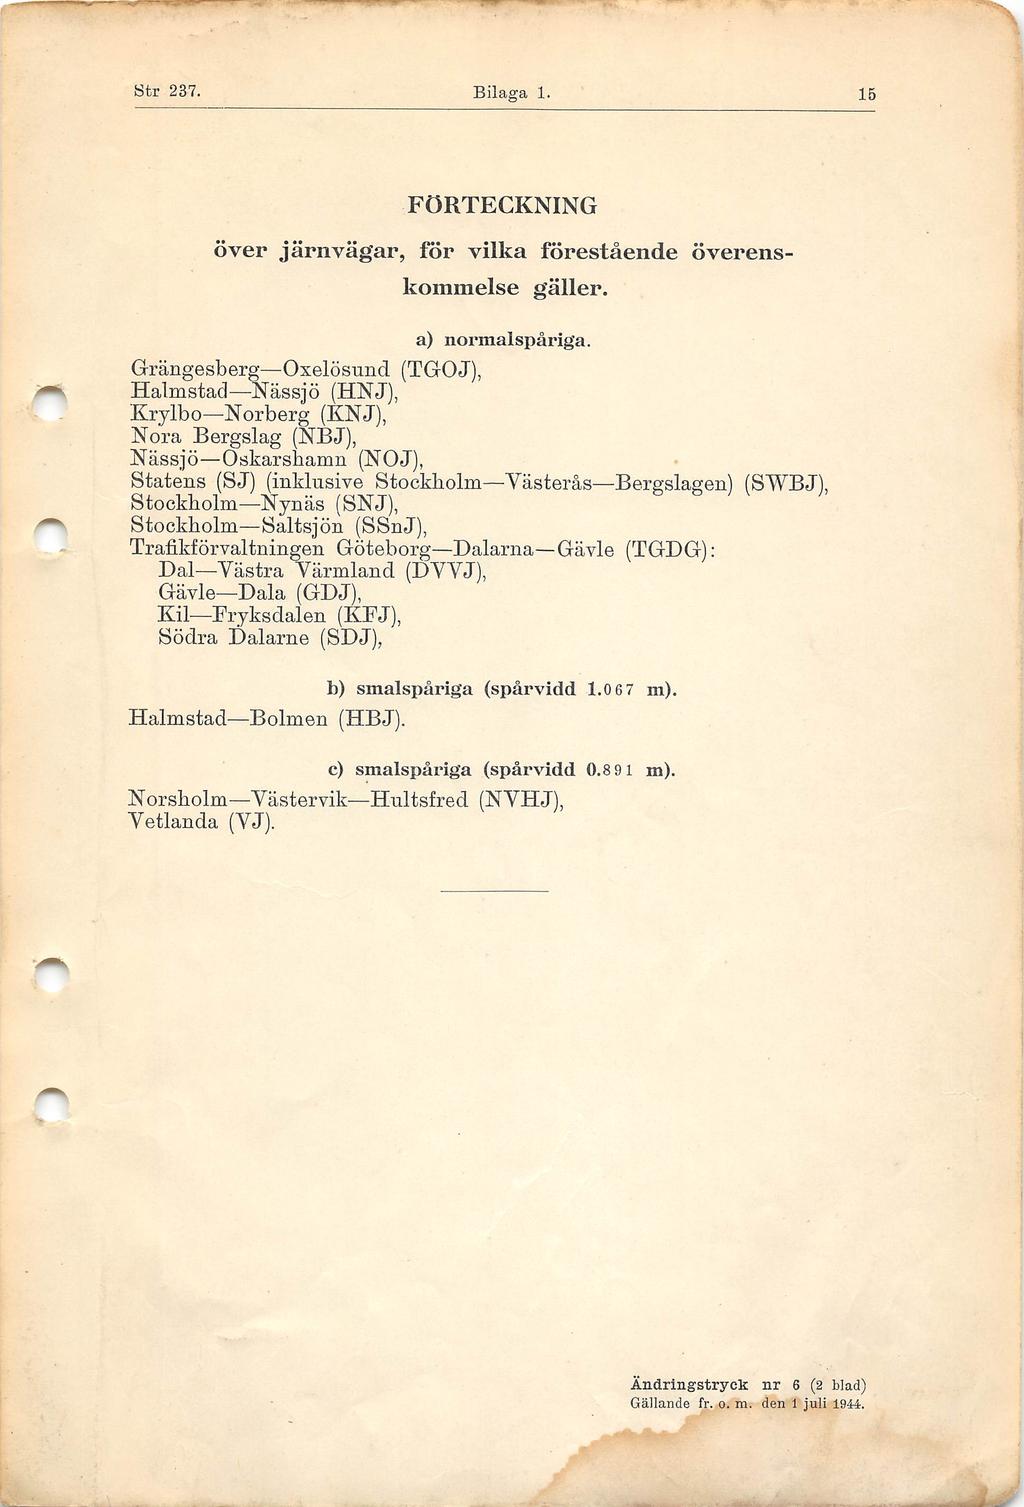 Str 237. Bilaga 1. 15
FÖRTECKNING
över järnvägar, för vilka förestående överens-
kommelse gäller.
a) normalspåriga.
Grängesberg—Oxelösund (TGOJ),
Halmstad—Nässjö (HNJ),
Krylbo—Norberg (KNJ),
Nora Bergslag (NBJ),
Nässjö—Oskarshamn (NOJ),
Statens (SJ) (inklusive Stockholm—Västerås—Bergslagen) (SWBJ),
Stockholm—Nynäs (SNJ),
Stockholm—Saltsjön (SSnJ),
Trafikförvaltningen Göteborg—Dalarna—Gävle (TGDG):
Dal—Västra Värmland (DVVJ),
Gävle—Dala (GDJ),
Kil—Fryksdalen (KFJ),
Södra Dalarne (SDJ),
b) smalspåriga (spårvidd 1.067 m).
Halmstad—Bolmen (HBJ).
c) smalspåriga (spårvidd 0.891 m).
Norsholm—Västervik—Hultsfred (NVHJ),
Vetlanda (VJ).
Ändringstryck nr 6 (2 blad)
Gällande fr. o. m. den 1 juli 1944.